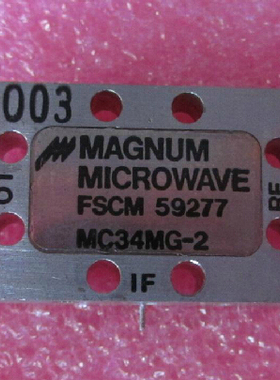 003
MAGNUM
MICROWAVE
FSCM 59277
MC34MG-2
IF